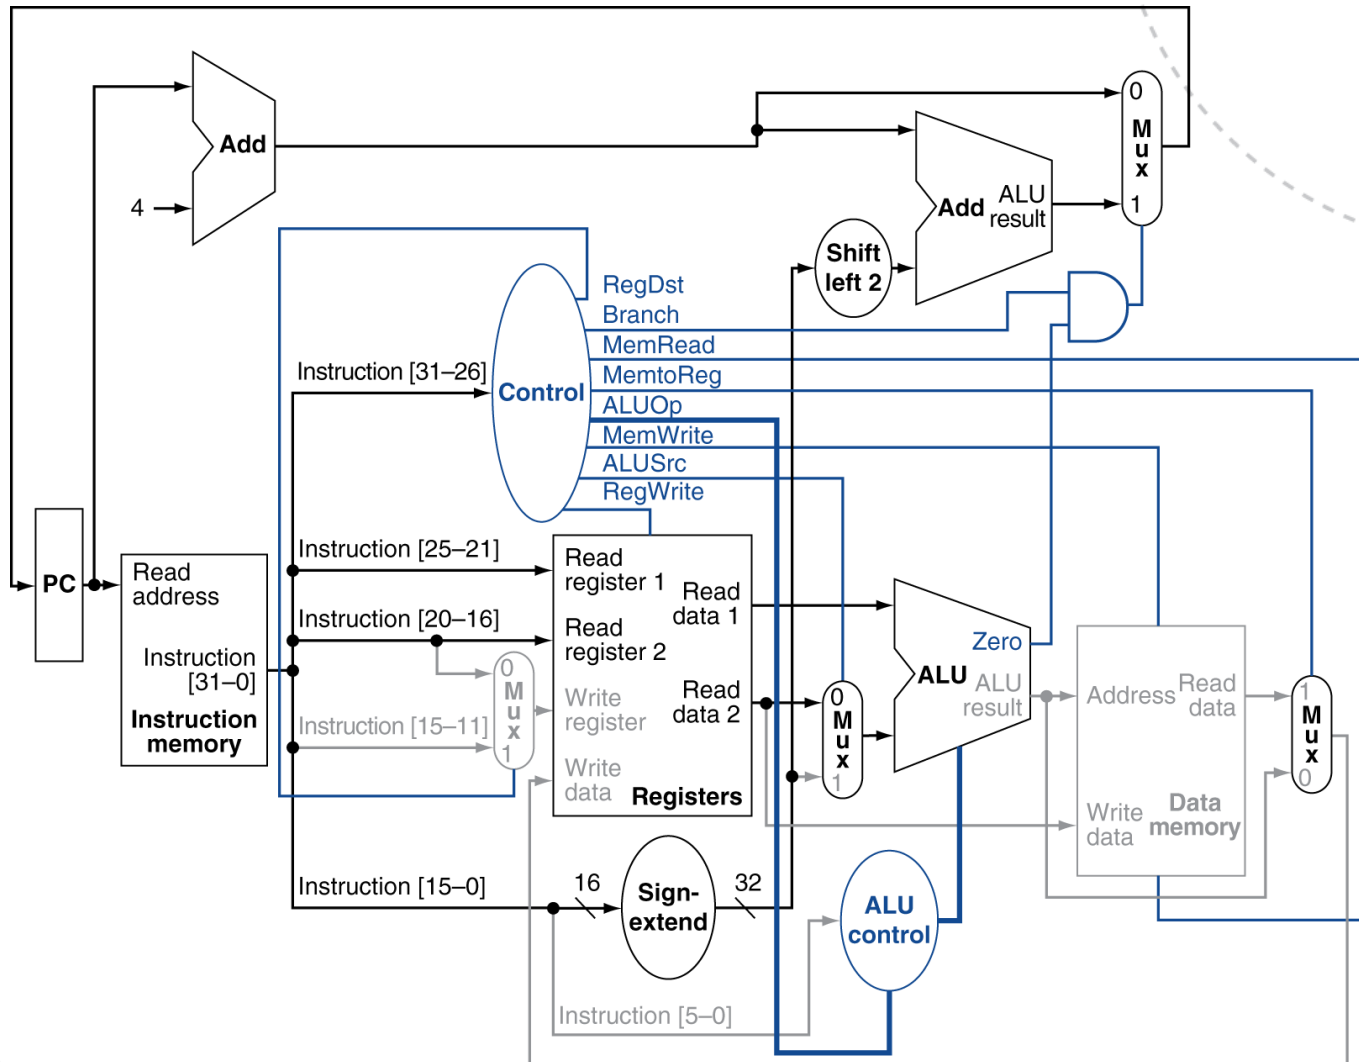 0
M
u
x
1
Add
4
Add
ALU
result
Shift
left 2
RegDst
Branch
MemRead
MemtoReg
ALUOp
MemWrite
ALUSrc
RegWrite
Control
Instruction [31–26]
Instruction [25–21]
Instruction [20–16]
Instruction [15–11]
Instruction [15–0]
Instruction [5–0]
PC
Read
address
Instruction
[31–0]
Instruction
memory
0
M
u
x
1
Read
register 1
Read
register 2
Write
register
Write
data
Read
data 1
Read
data 2
Registers
0
M
u
x
1
Zero
ALU
ALU
result
Address
Read
data
Write
data
Data
memory
1
M
u
x
0
16
Sign-
extend
32
ALU
control